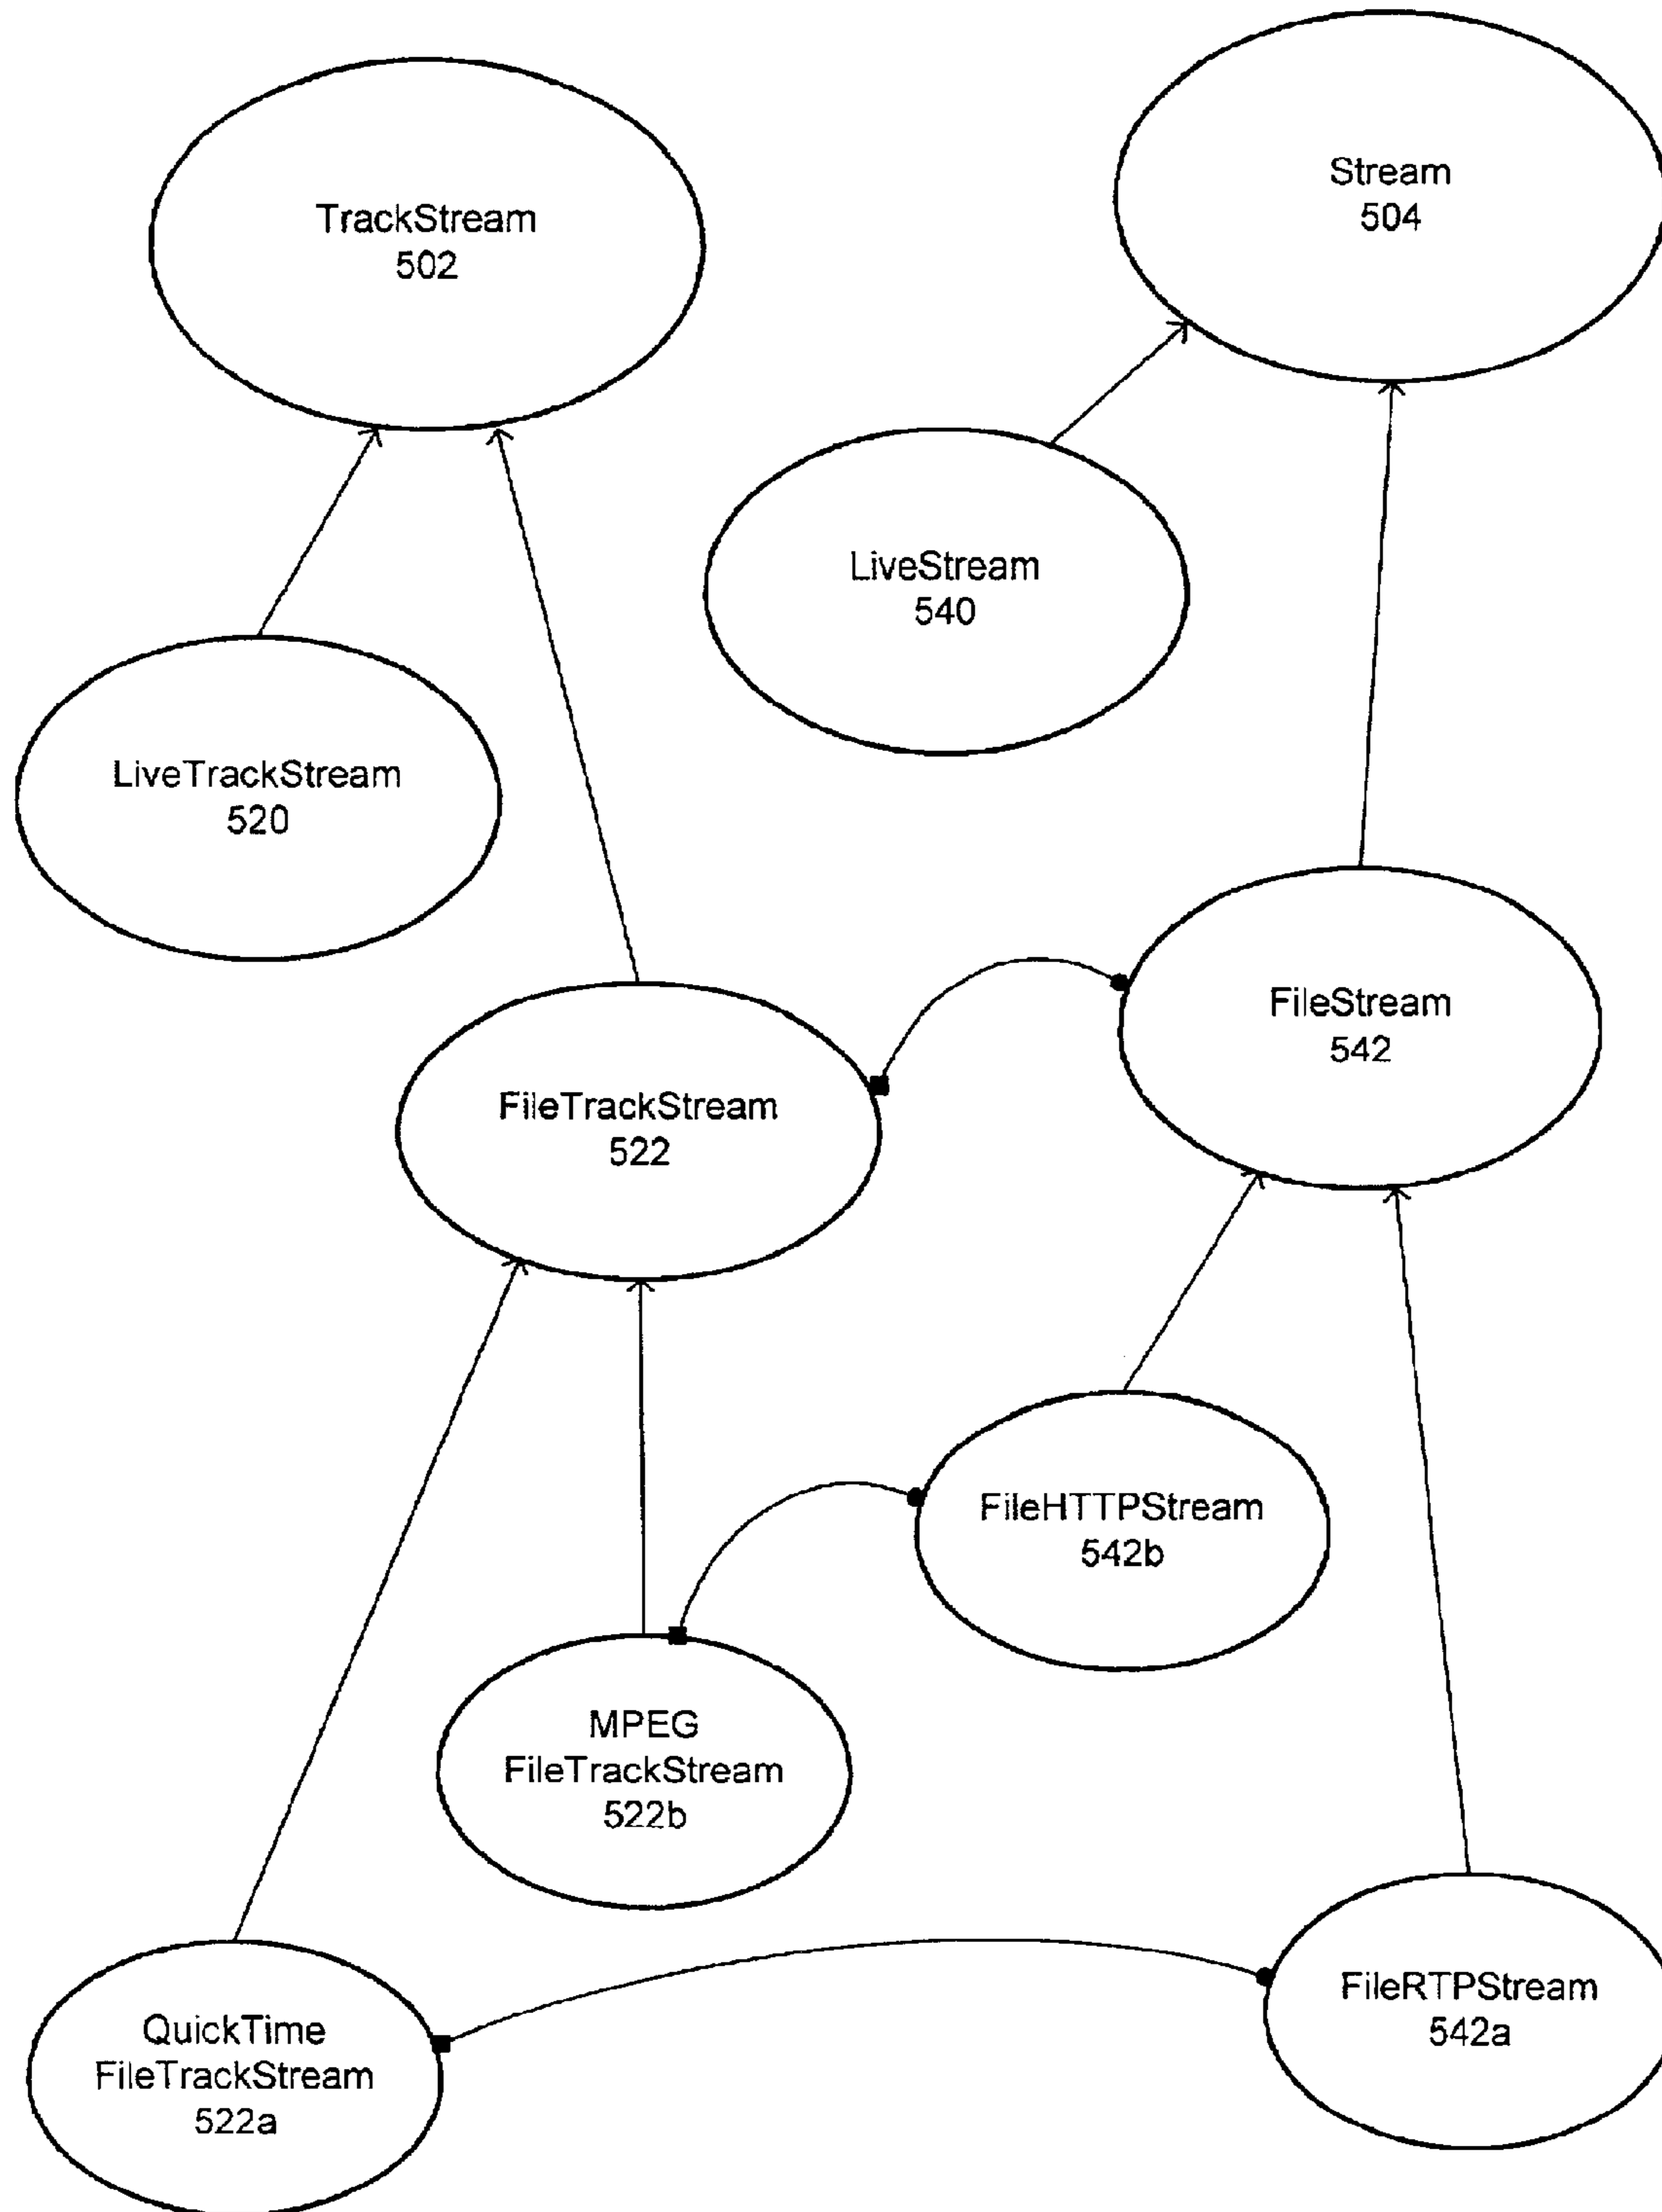 Stream
504
TrackStream
502
LiveStream
540
LiveTrackStream
520
FileStream
542
FileTrackStream
522
FileHTTPStream
542b
MPEG
FileTrackStream
522b
FileRTPStream
542a
QuickTime
FileTrackStream
522a